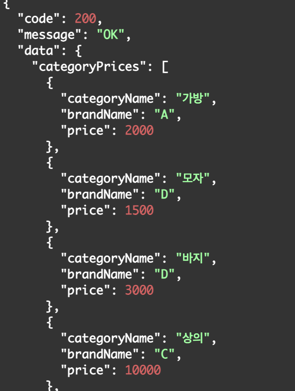 {
  "code": 200,
  "message": "OK",
  "data": {
    "categoryPrices": [
      {
        "categoryName": "가방",
        "brandName": "A",
        "price": 2000
      },
      {
        "categoryName": "모자",
        "brandName": "D",
        "price": 1500
      },
      {
        "categoryName": "바지",
        "brandName": "D",
        "price": 3000
      },
      {
        "categoryName": "상의",
        "brandName": "C",
        "price": 10000
      },